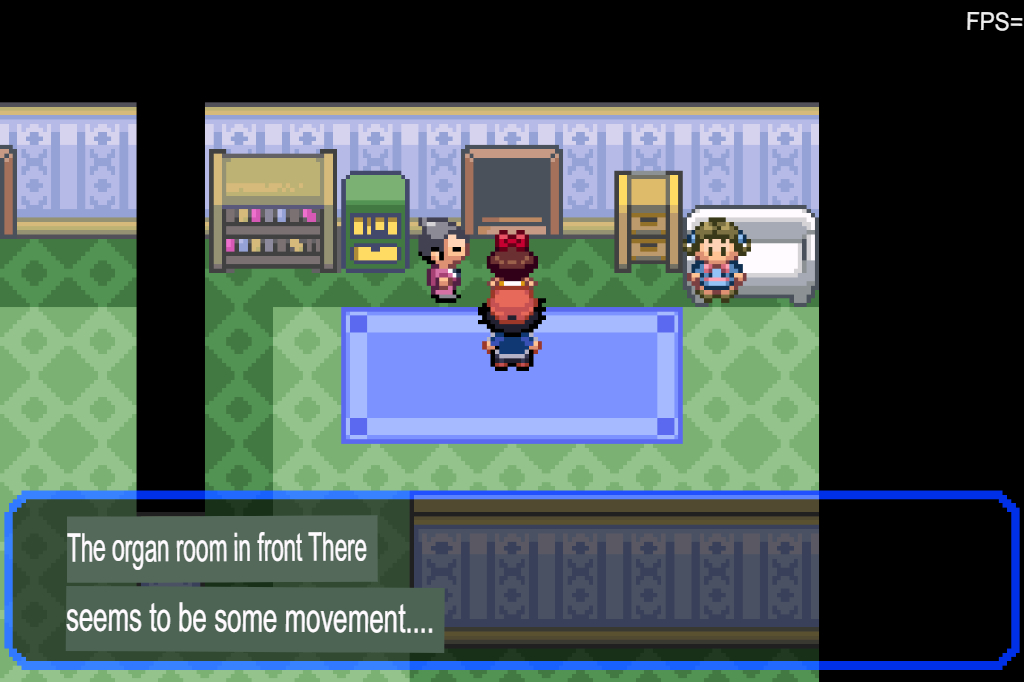 FPS=
The organ room in front There
seems to be some movement....